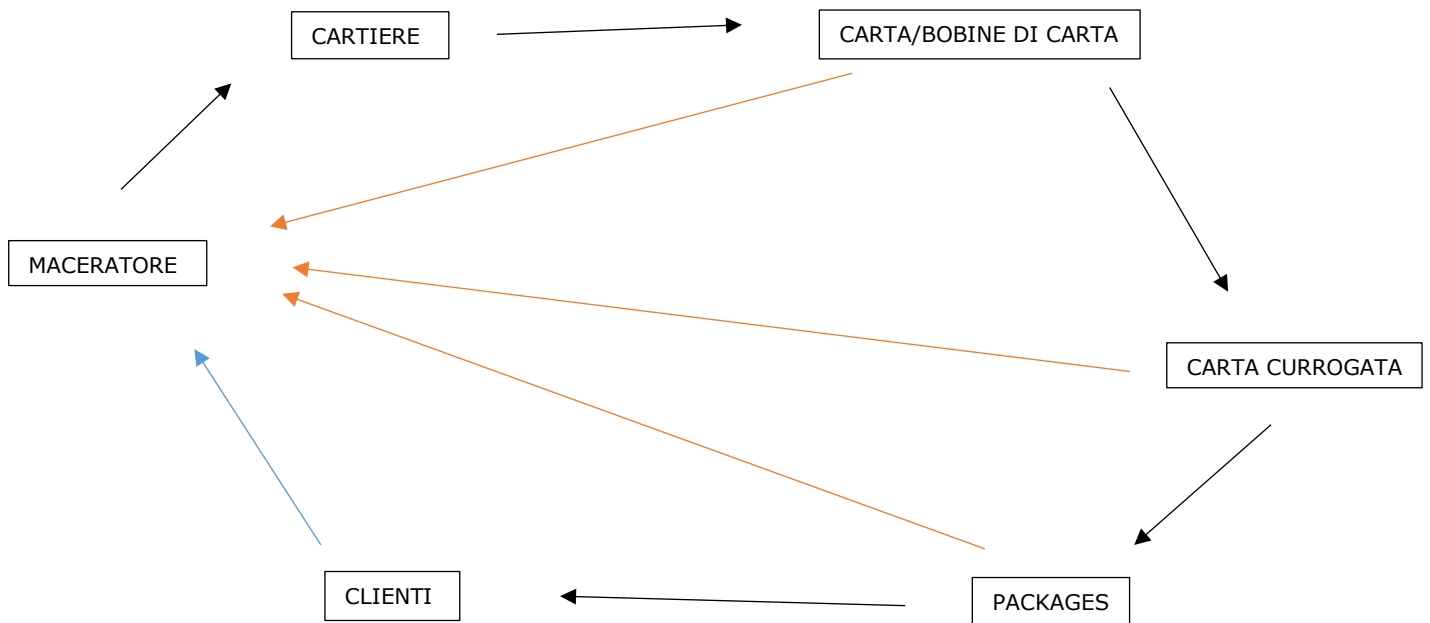 CARTIERE
CARTA/BOBINE DI CARTA
MACERATORE
CARTA CURROGATA
CLIENTI
PACKAGES